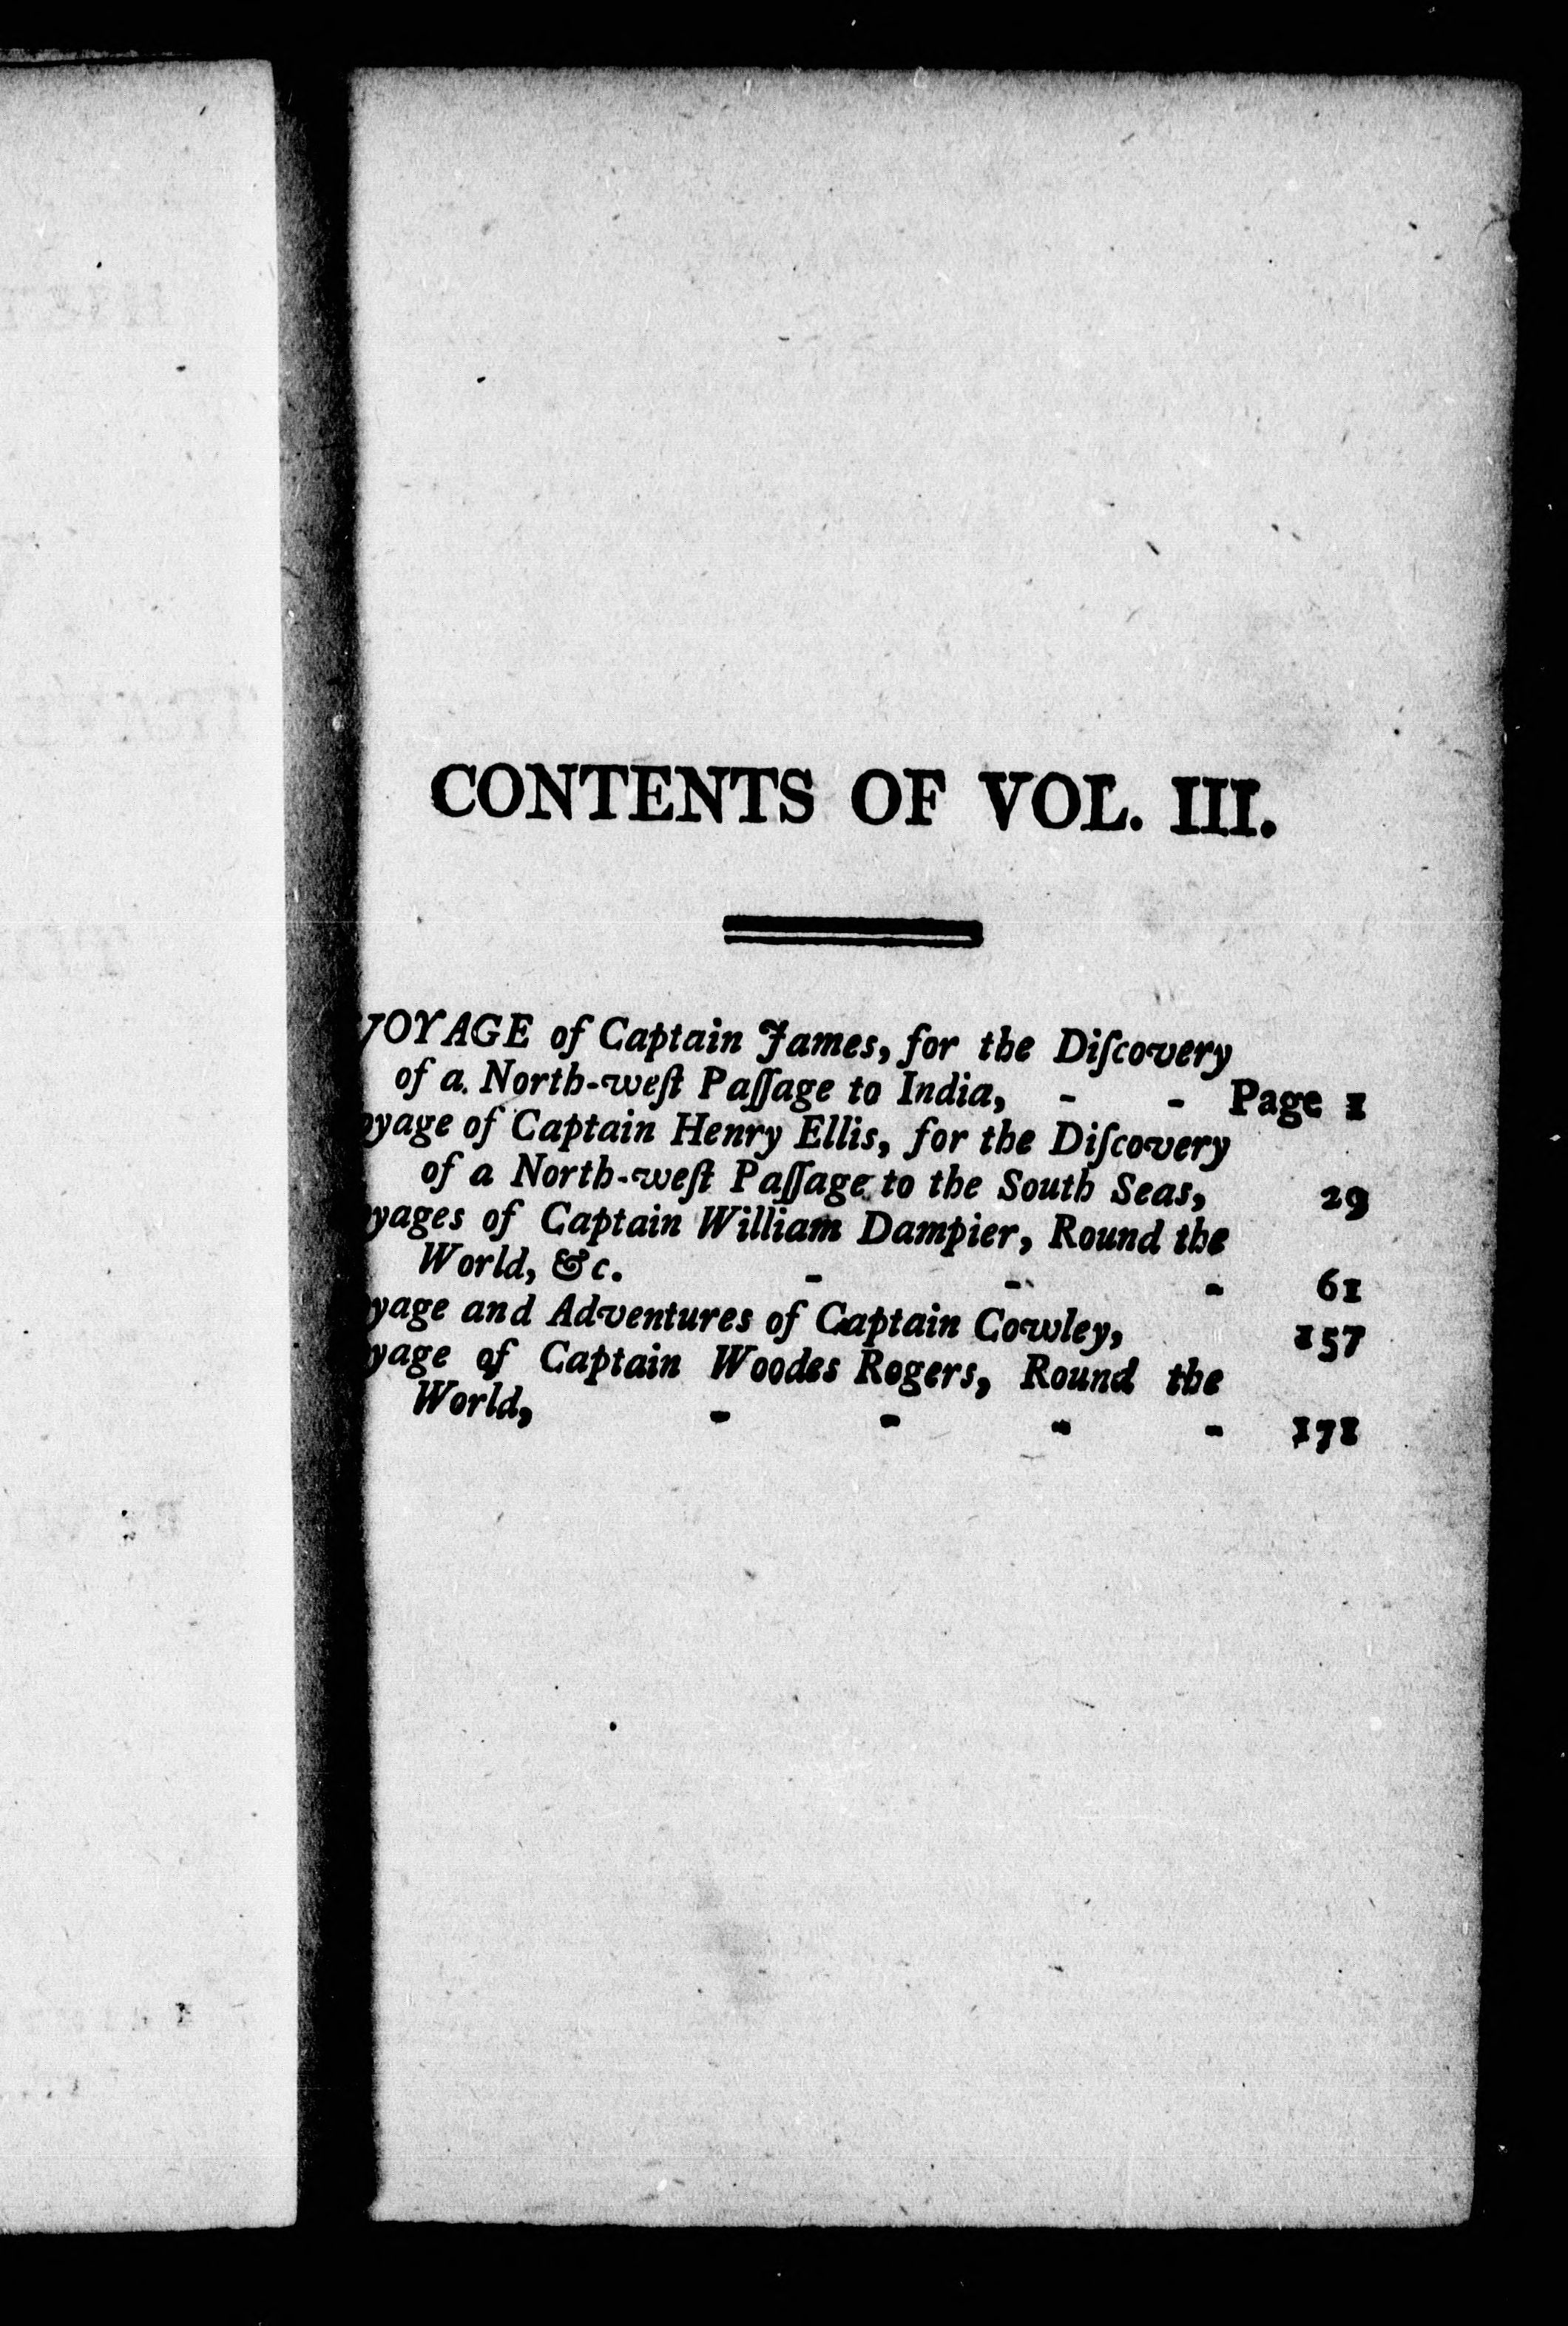 CONTENTS OF VOL. III.
VOYAGE of Captain James, for the Diſcovery
of a North-weſt Paſſage to India, - - Page 1
oyage of Captain Henry Ellis, for the Diſcovery
of a North-weſt Paſſage to the South Seas, 29
yages of Captain William Dampier, Round the
World, &c. - - - 61
yage and Adventures of Captain Cowley, 157
yage of Captain Woodes Rogers, Round the
World, - - - - 171